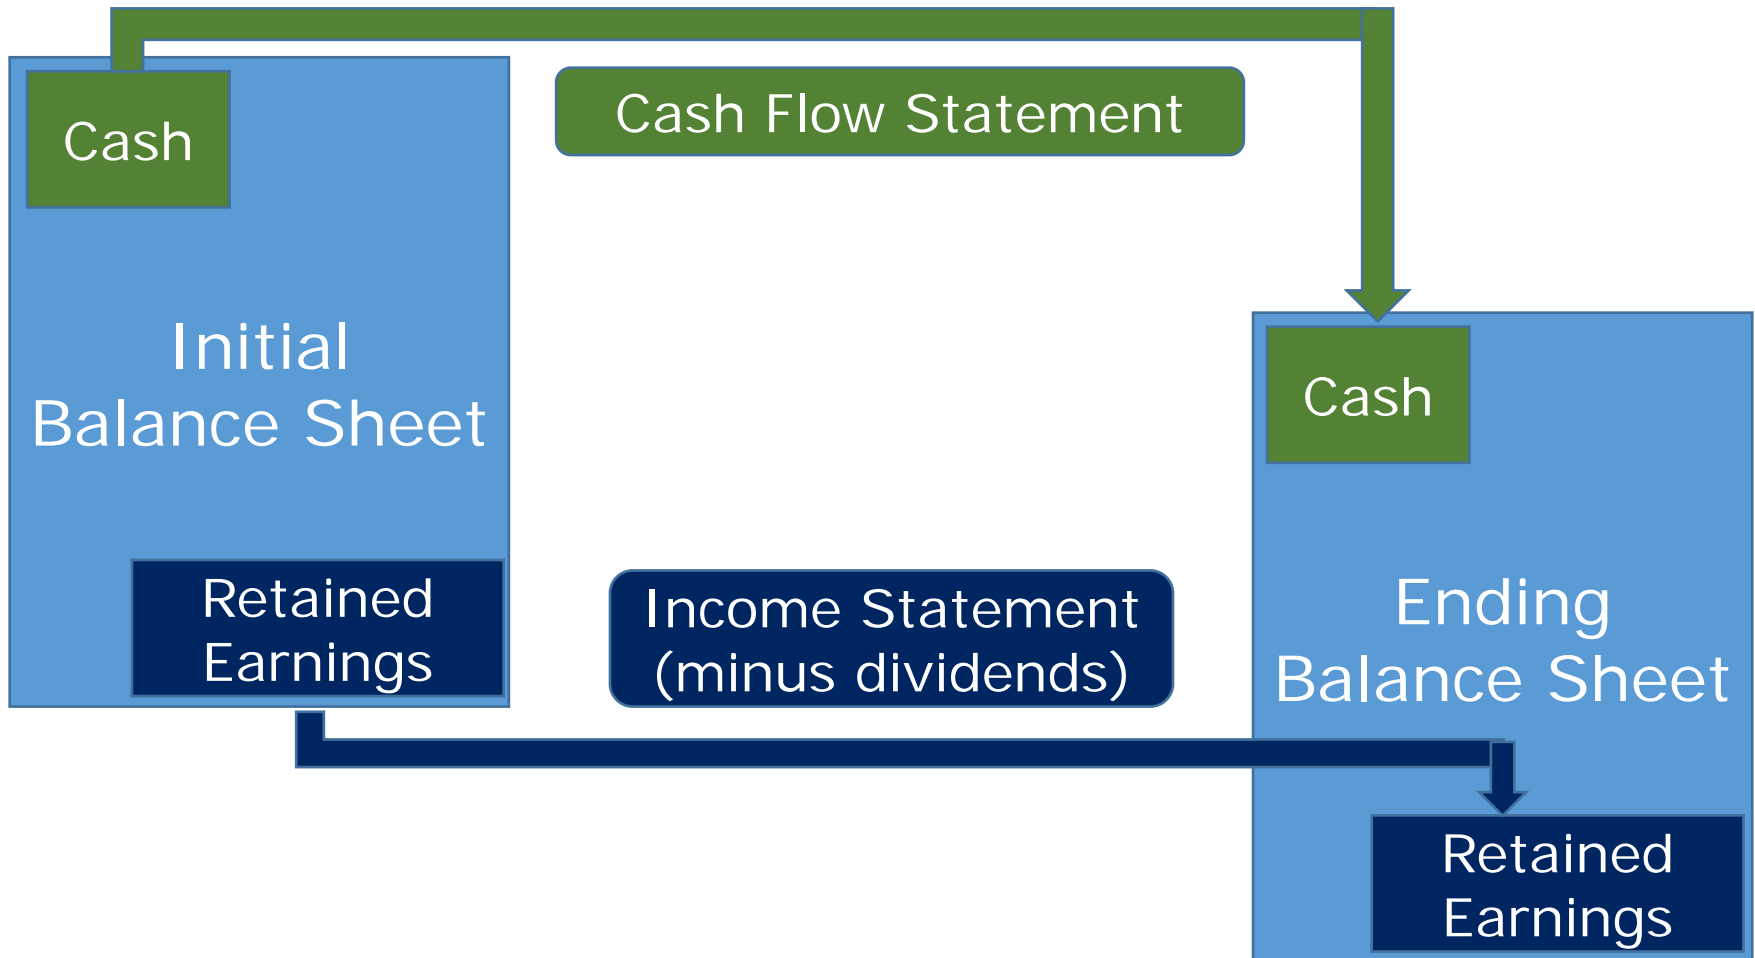 Cash Flow Statement
Cash
Initial
Balance Sheet
Cash
Retained
Earnings
Income Statement
(minus dividends)
Ending
Balance Sheet
Retained
Earnings